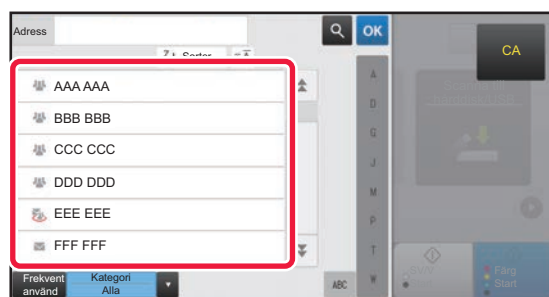 Adress
OK
CA
Sorter
A
AAA AAA
D
BBB BBB
G
CCC CCC
J
DDD DDD
M
EEE EEE
P
FFF FFF
T
Frekvent
använd
Kategori
Alla
ABC
W
Färg
Start